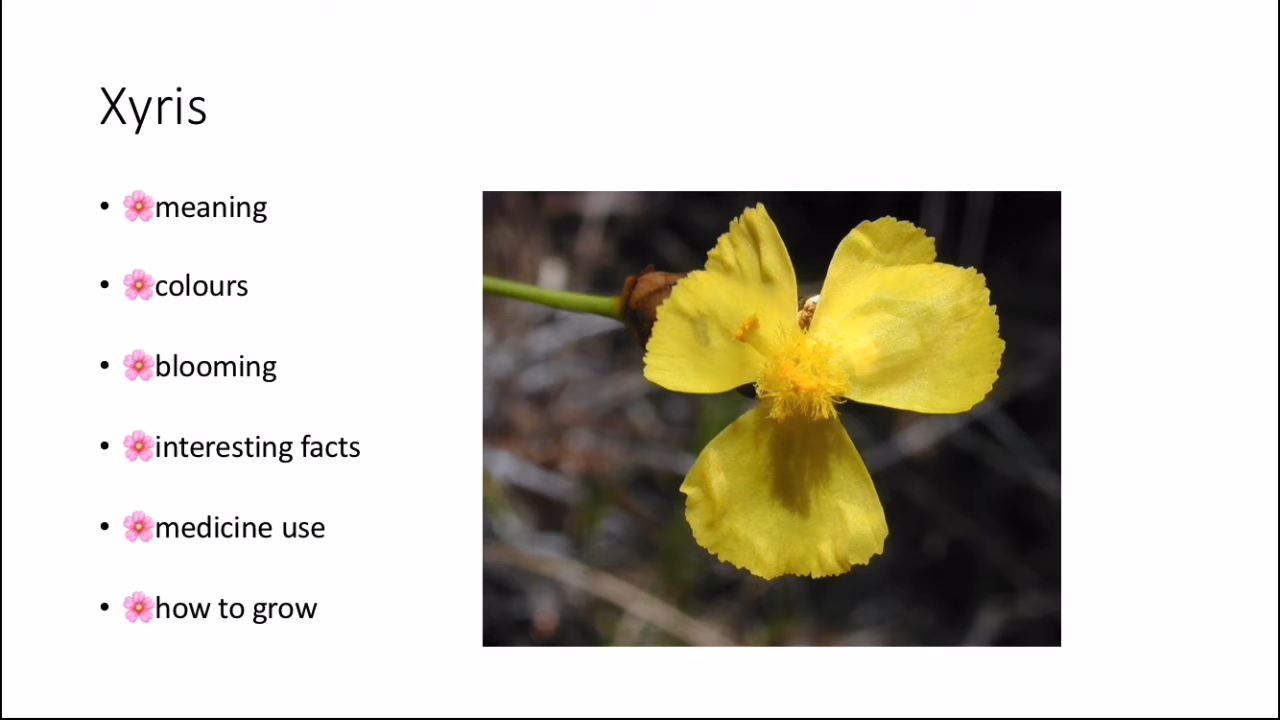 Xyris
• 🌸meaning
• 🌸colours
• 🌸blooming
• 🌸interesting facts
• 🌸medicine use
• 🌸how to grow